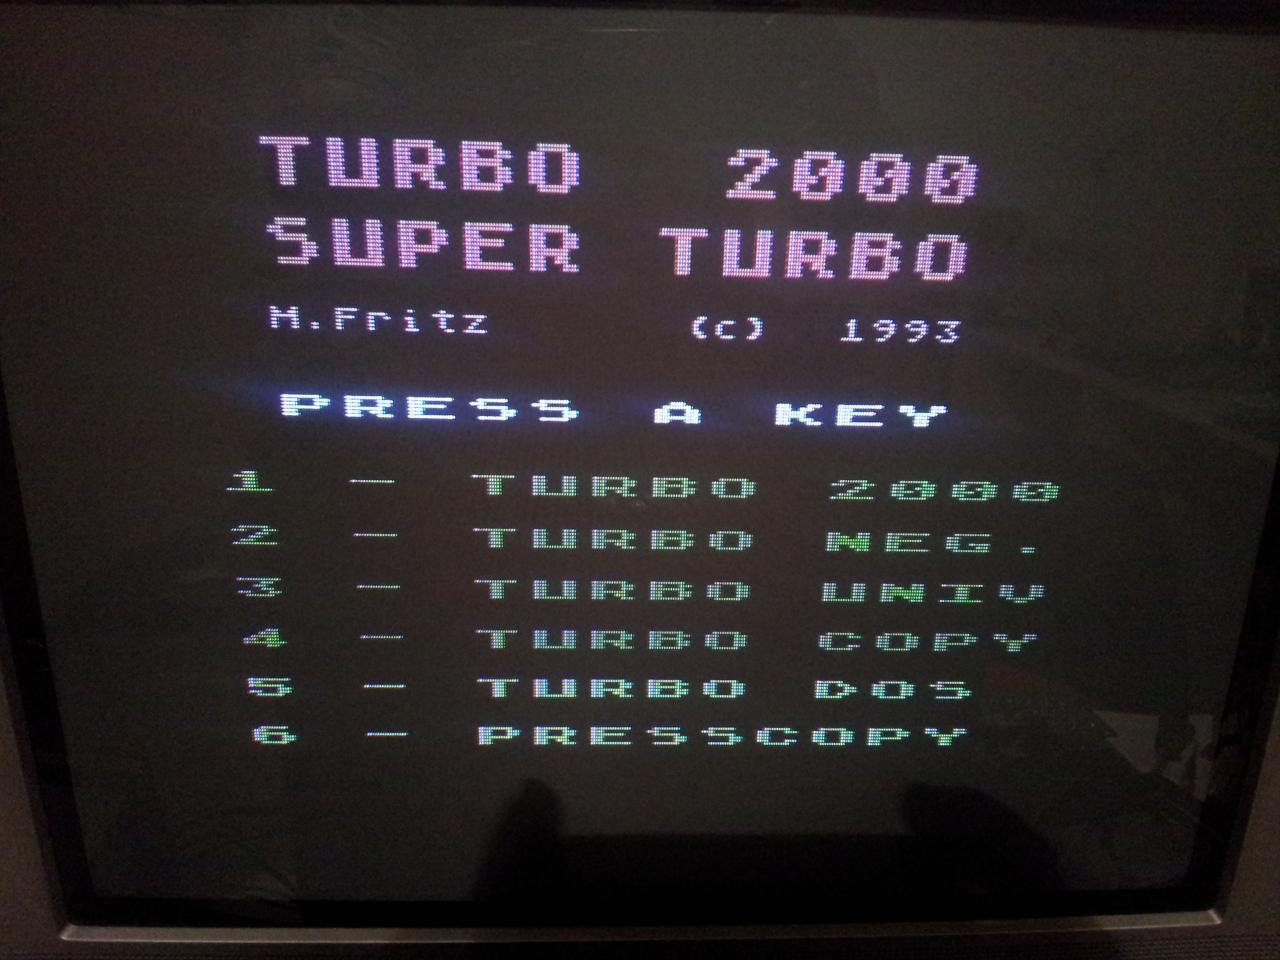 TURBO 2000
SUPER TURBO
M.Fritz (c) 1993
PRESS A KEY
1 - TURBO 2000
2 - TURBO NEG.
3 - TURBO UNIV
4 - TURBO COPY
5 - TURBO DOS
6 - PRESSCOPY